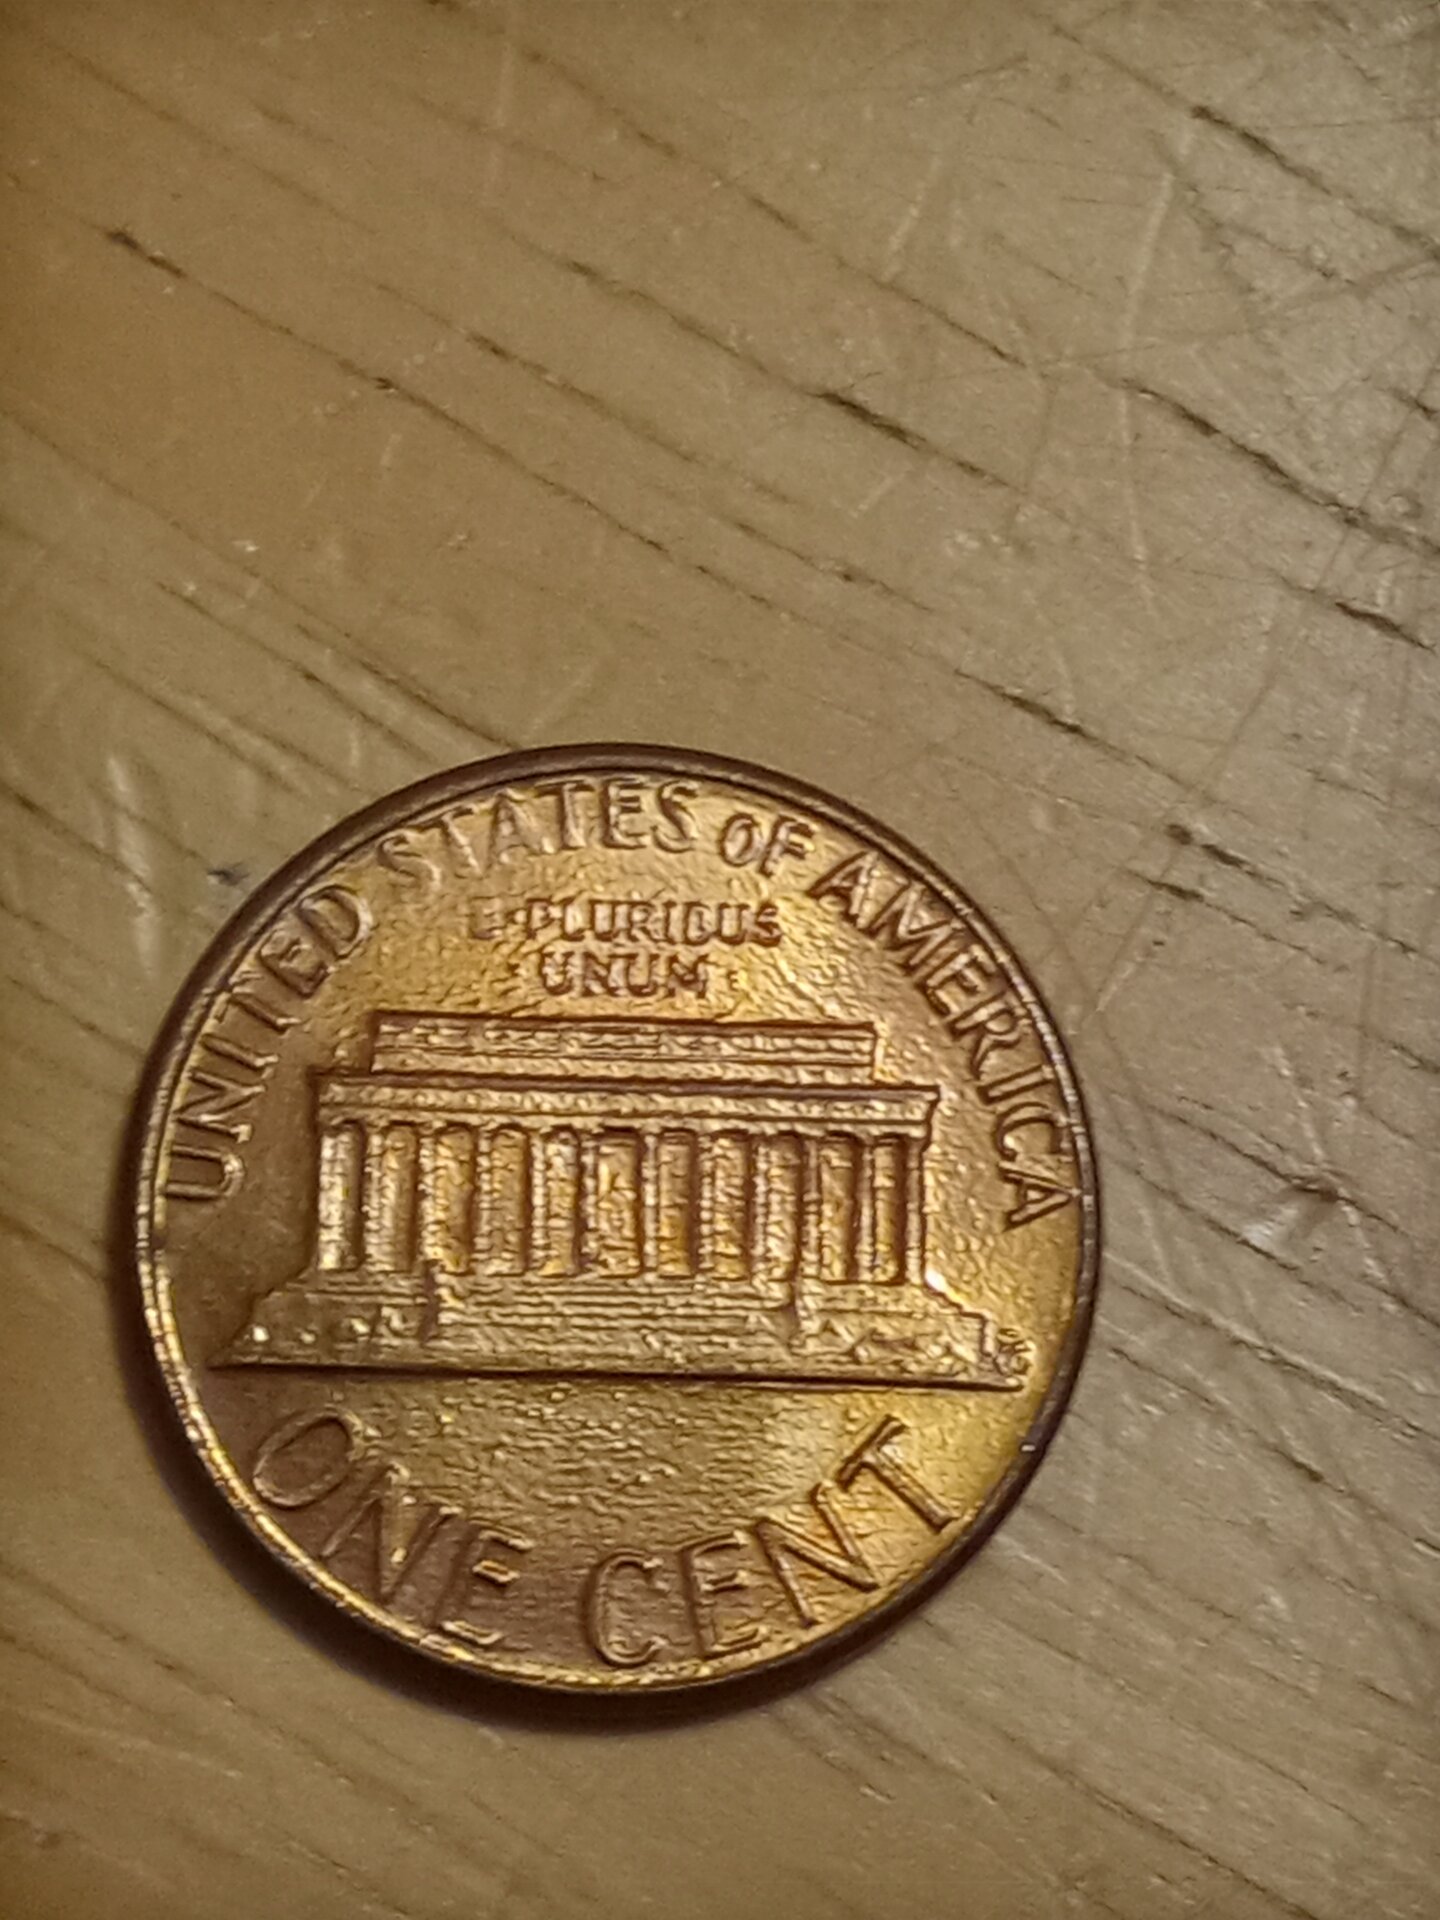 UNITED STATES OF AMERICA
E·PLURIBUS
·UNUM·
ONE CENT